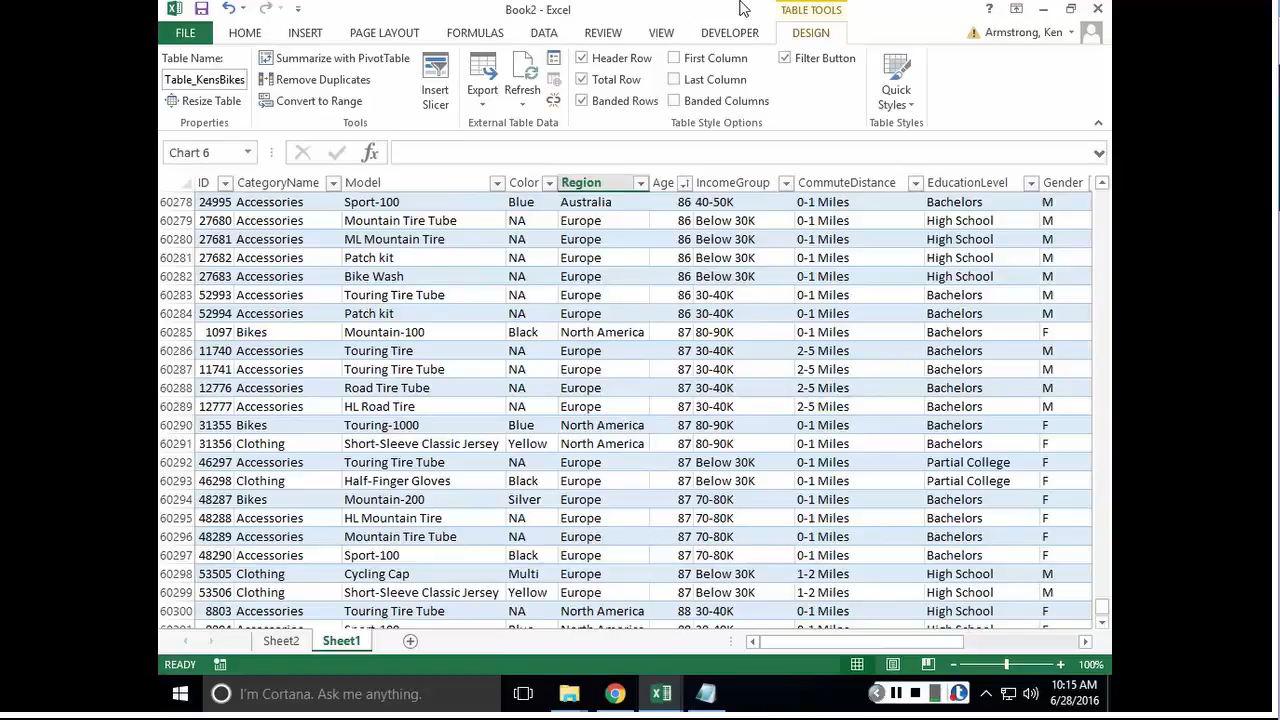 Book2 - Excel
TABLE TOOLS
?
FILE HOME INSERT PAGE LAYOUT FORMULAS DATA REVIEW VIEW DEVELOPER DESIGN Armstrong, Ken
Table Name:
Table_KensBikes
Resize Table
Properties
Summarize with PivotTable
Remove Duplicates
Convert to Range
Tools
Insert
Slicer
Export
Refresh
External Table Data
Header Row
Total Row
Banded Rows
First Column
Last Column
Banded Columns
Filter Button
Table Style Options
Quick
Styles
Table Styles
Chart 6
fx
ID CategoryName Model Color Region Age IncomeGroup CommuteDistance EducationLevel Gender
60278 24995 Accessories Sport-100 Blue Australia 86 40-50K 0-1 Miles Bachelors M
60279 27680 Accessories Mountain Tire Tube NA Europe 86 Below 30K 0-1 Miles High School M
60280 27681 Accessories ML Mountain Tire NA Europe 86 Below 30K 0-1 Miles High School M
60281 27682 Accessories Patch kit NA Europe 86 Below 30K 0-1 Miles High School M
60282 27683 Accessories Bike Wash NA Europe 86 Below 30K 0-1 Miles High School M
60283 52993 Accessories Touring Tire Tube NA Europe 86 30-40K 0-1 Miles Bachelors M
60284 52994 Accessories Patch kit NA Europe 86 30-40K 0-1 Miles Bachelors M
60285 1097 Bikes Mountain-100 Black North America 87 80-90K 0-1 Miles Bachelors F
60286 11740 Accessories Touring Tire NA Europe 87 30-40K 2-5 Miles Bachelors M
60287 11741 Accessories Touring Tire Tube NA Europe 87 30-40K 2-5 Miles Bachelors M
60288 12776 Accessories Road Tire Tube NA Europe 87 30-40K 2-5 Miles Bachelors M
60289 12777 Accessories HL Road Tire NA Europe 87 30-40K 2-5 Miles Bachelors M
60290 31355 Bikes Touring-1000 Blue North America 87 80-90K 0-1 Miles Bachelors F
60291 31356 Clothing Short-Sleeve Classic Jersey Yellow North America 87 80-90K 0-1 Miles Bachelors F
60292 46297 Accessories Touring Tire Tube NA Europe 87 Below 30K 0-1 Miles Partial College F
60293 46298 Clothing Half-Finger Gloves Black Europe 87 Below 30K 0-1 Miles Partial College F
60294 48287 Bikes Mountain-200 Silver Europe 87 70-80K 0-1 Miles Bachelors F
60295 48288 Accessories HL Mountain Tire NA Europe 87 70-80K 0-1 Miles Bachelors F
60296 48289 Accessories Mountain Tire Tube NA Europe 87 70-80K 0-1 Miles Bachelors F
60297 48290 Accessories Sport-100 Black Europe 87 70-80K 0-1 Miles Bachelors F
60298 53505 Clothing Cycling Cap Multi Europe 87 Below 30K 1-2 Miles High School M
60299 53506 Clothing Short-Sleeve Classic Jersey Yellow Europe 87 Below 30K 1-2 Miles High School M
60300 8803 Accessories Touring Tire Tube NA North America 88 30-40K 0-1 Miles High School F
Sheet2 Sheet1
READY
100%
I'm Cortana. Ask me anything.
10:15 AM
6/28/2016